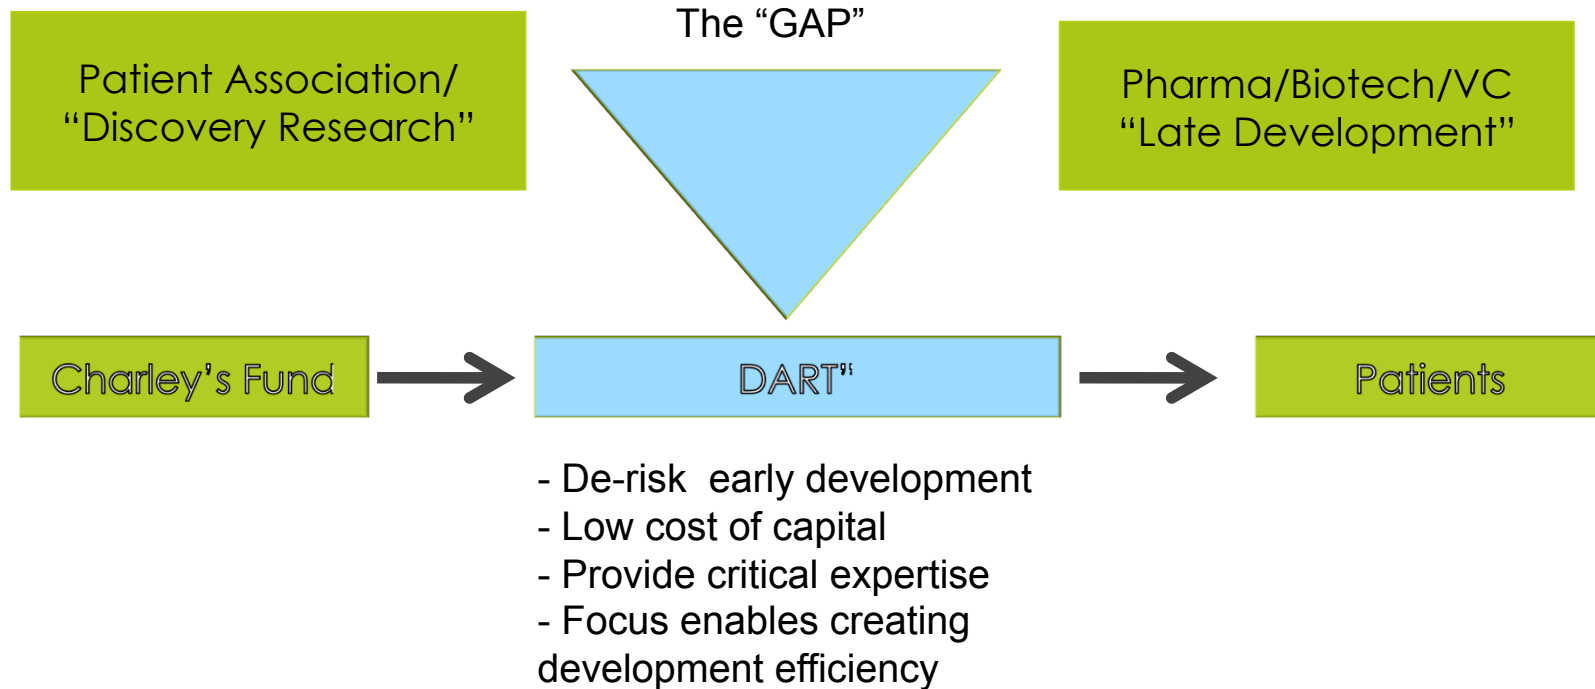 The “GAP”
Patient Association/
“Discovery Research”
Pharma/Biotech/VC
“Late Development”
Charley’s Fund
DART”
Patients
- De-risk  early development
- Low cost of capital
- Provide critical expertise
- Focus enables creating
development efficiency